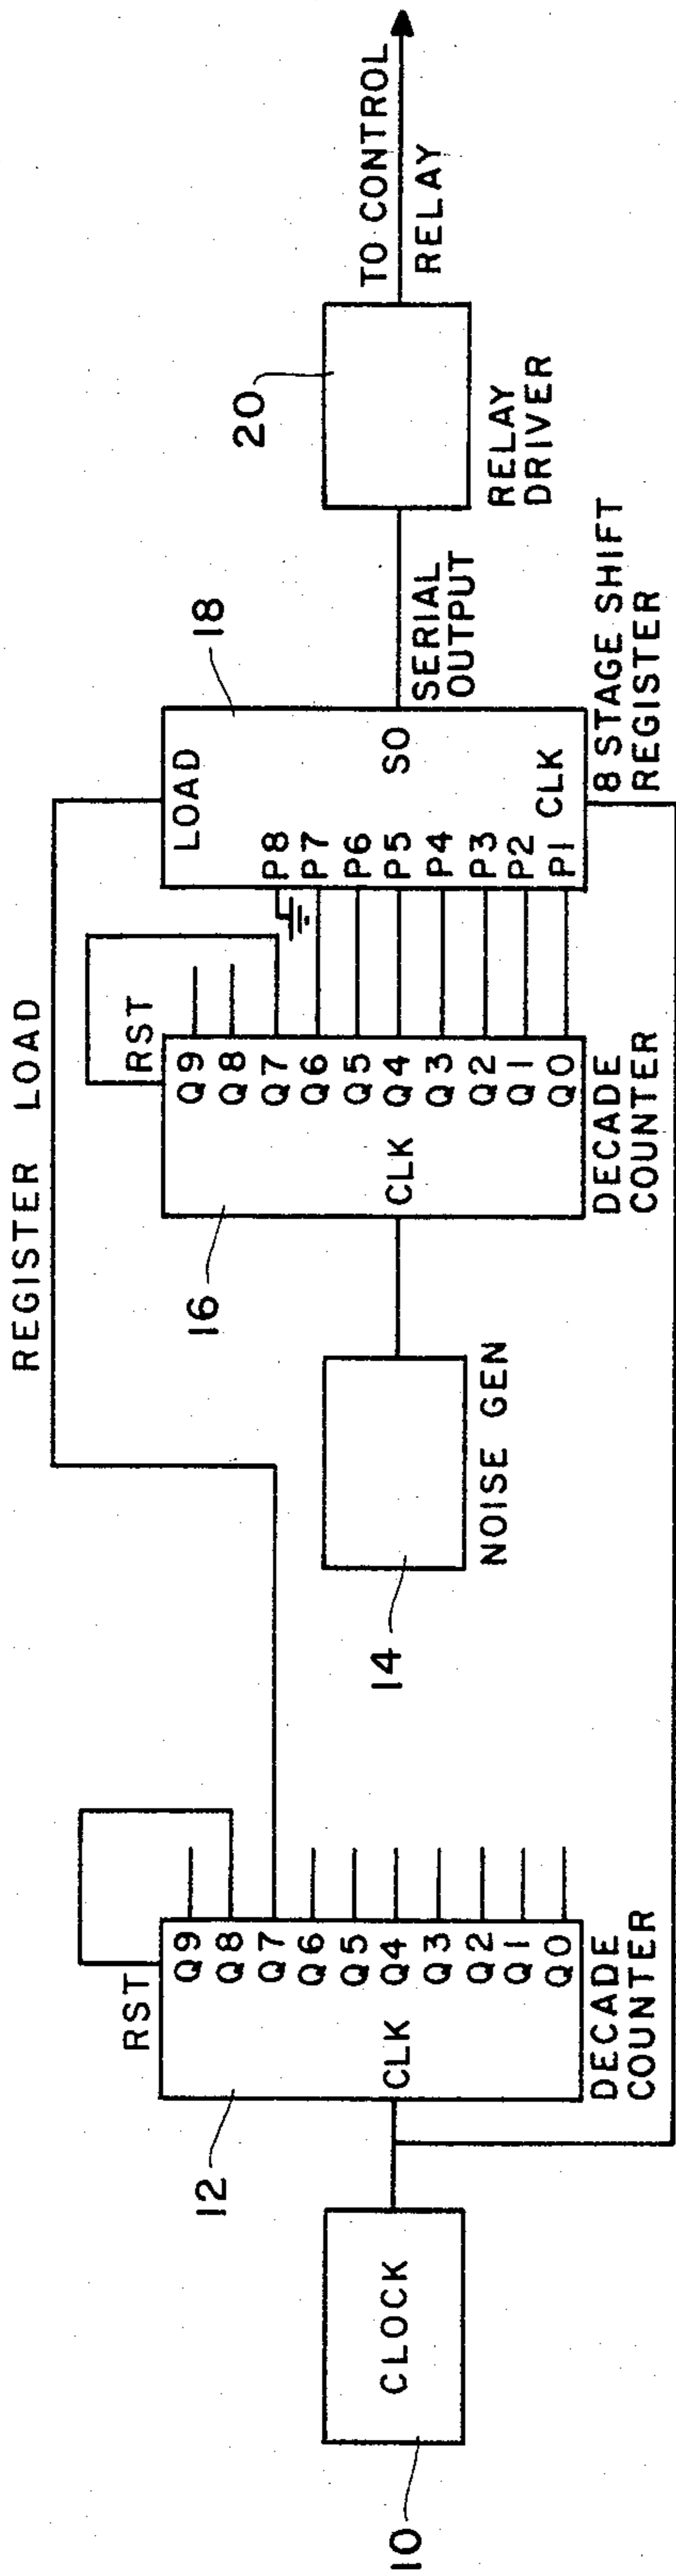 REGISTER LOAD
10
CLOCK
12
RST
Q9
Q8
Q7
Q6
Q5
Q4
Q3
Q2
Q1
Q0
CLK
DECADE
COUNTER
14
NOISE GEN
16
RST
Q9
Q8
Q7
Q6
Q5
Q4
Q3
Q2
Q1
Q0
CLK
DECADE
COUNTER
18
LOAD
P8
P7
P6
P5
P4
P3
P2
P1
SO
CLK
8 STAGE SHIFT
REGISTER
SERIAL
OUTPUT
20
RELAY
DRIVER
TO CONTROL
RELAY